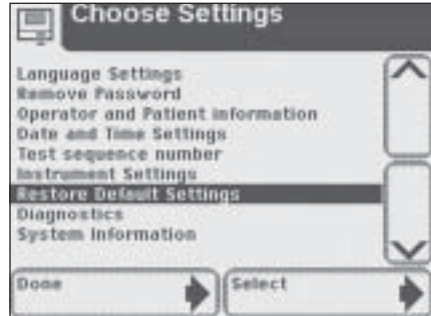 Choose Settings
Language Settings
Remove Password
Operator and Patient information
Date and Time Settings
Test sequence number
Instrument Settings
Restore Default Settings
Diagnostics
System Information
Done
Select